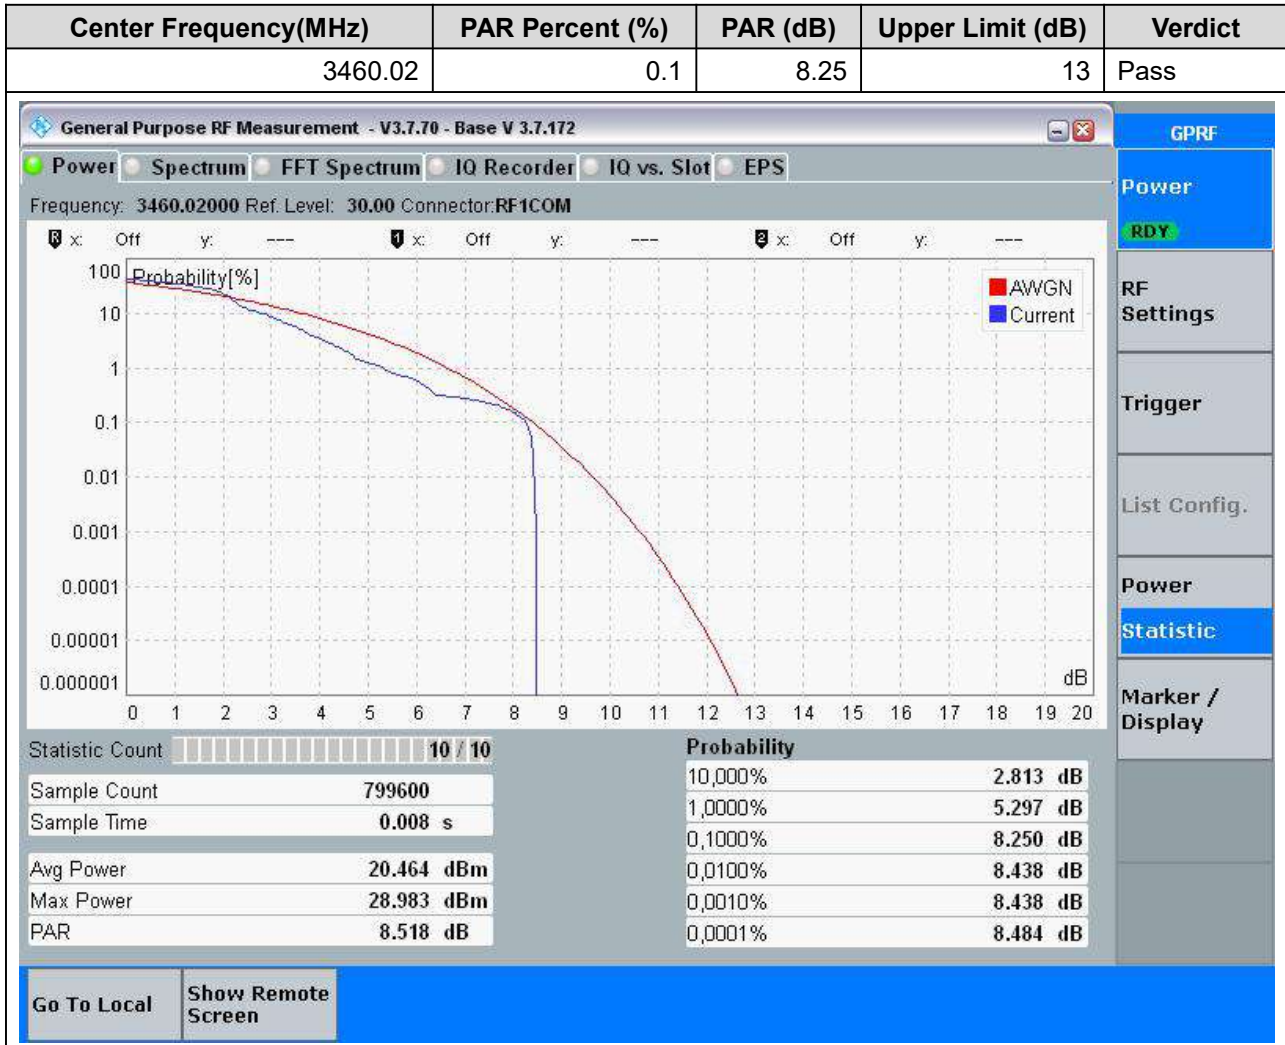 Center Frequency(MHz) PAR Percent (%) PAR (dB) Upper Limit (dB) Verdict
3460.02 0.1 8.25 13 Pass
General Purpose RF Measurement - V3.7.70 - Base V 3.7.172
GPRF
Power Spectrum FFT Spectrum IQ Recorder IQ vs. Slot EPS
Power
RDY
Frequency: 3460.02000 Ref. Level: 30.00 Connector:RF1COM
R x: Off y: --- 1 x: Off y: --- 2 x: Off y: ---
Probability[%]
AWGN
Current
100
10
1
0.1
0.01
0.001
0.0001
0.00001
0.000001
dB
0 1 2 3 4 5 6 7 8 9 10 11 12 13 14 15 16 17 18 19 20
RF
Settings
Trigger
List Config.
Power
Statistic
Marker /
Display
Statistic Count 10 / 10
Sample Count 799600
Sample Time 0.008 s
Avg Power 20.464 dBm
Max Power 28.983 dBm
PAR 8.518 dB
Probability
10,000% 2.813 dB
1,0000% 5.297 dB
0,1000% 8.250 dB
0,0100% 8.438 dB
0,0010% 8.438 dB
0,0001% 8.484 dB
Go To Local
Show Remote
Screen